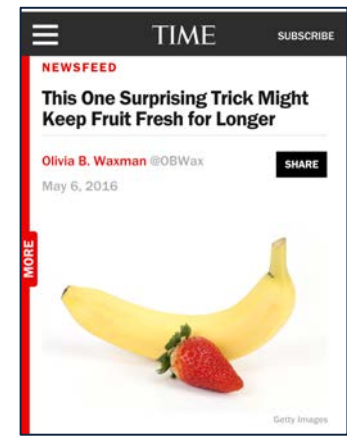 TIME
SUBSCRIBE
NEWSFEED
This One Surprising Trick Might
Keep Fruit Fresh for Longer
Olivia B. Waxman @OBWax
SHARE
May 6, 2016
MORE
Getty Images